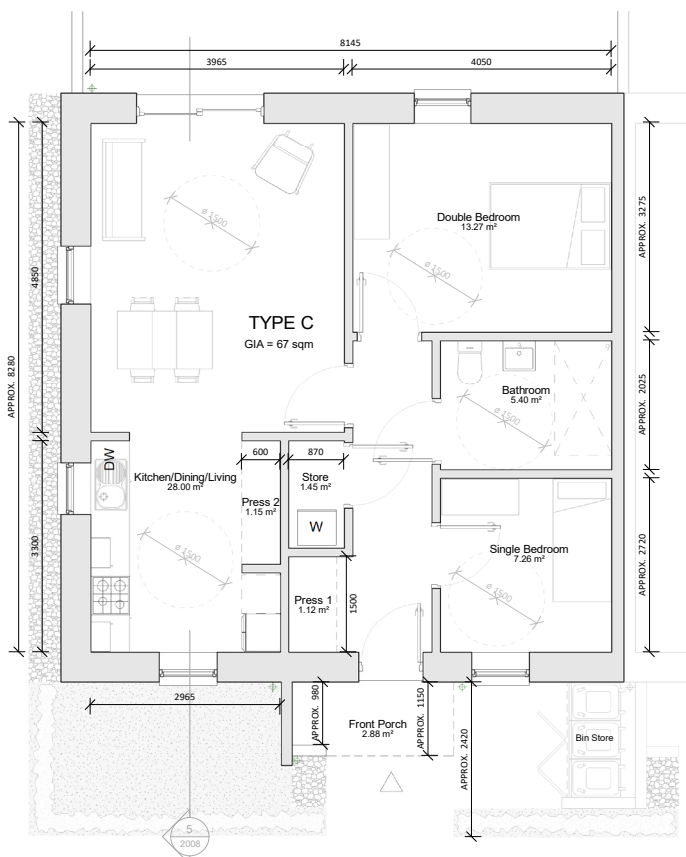 8145
3965
4050
ø 1500
Double Bedroom
13.27 m²
APPROX. 3275
ø 1500
4850
TYPE C
GIA = 67 sqm
APPROX. 8280
Bathroom
5.40 m²
ø 1500
APPROX. 2025
600
870
DW
Kitchen/Dining/Living
28.00 m²
Store
1.45 m²
Press 2
1.15 m²
W
3300
ø 1500
Single Bedroom
7.26 m²
ø 1500
APPROX. 2720
Press 1
1.12 m²
1500
2965
APPROX. 980
APPROX. 1150
Front Porch
2.88 m²
APPROX. 2420
Bin Store
5
2008